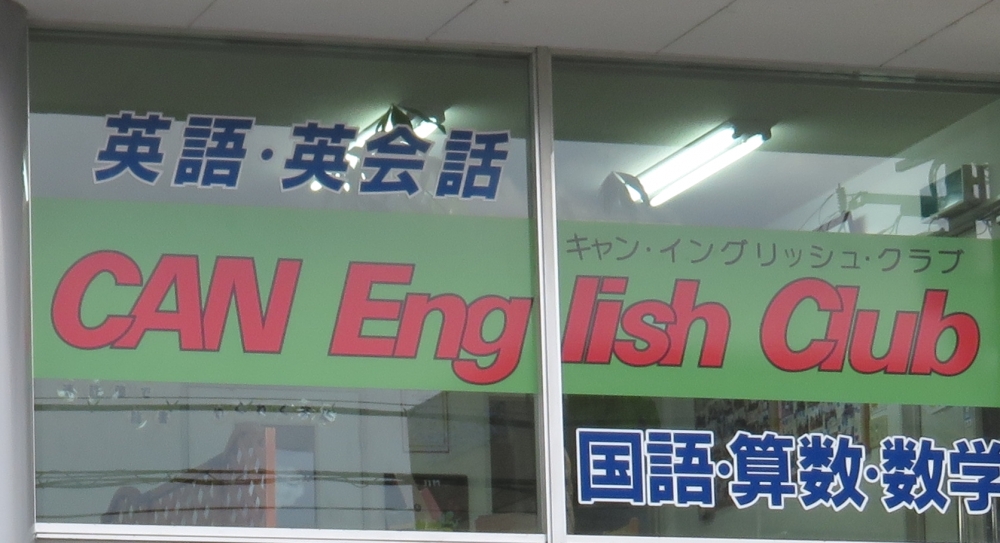 英語・英会話
キャン・イングリッシュ・クラブ
CAN English Club
国語・算数・数学